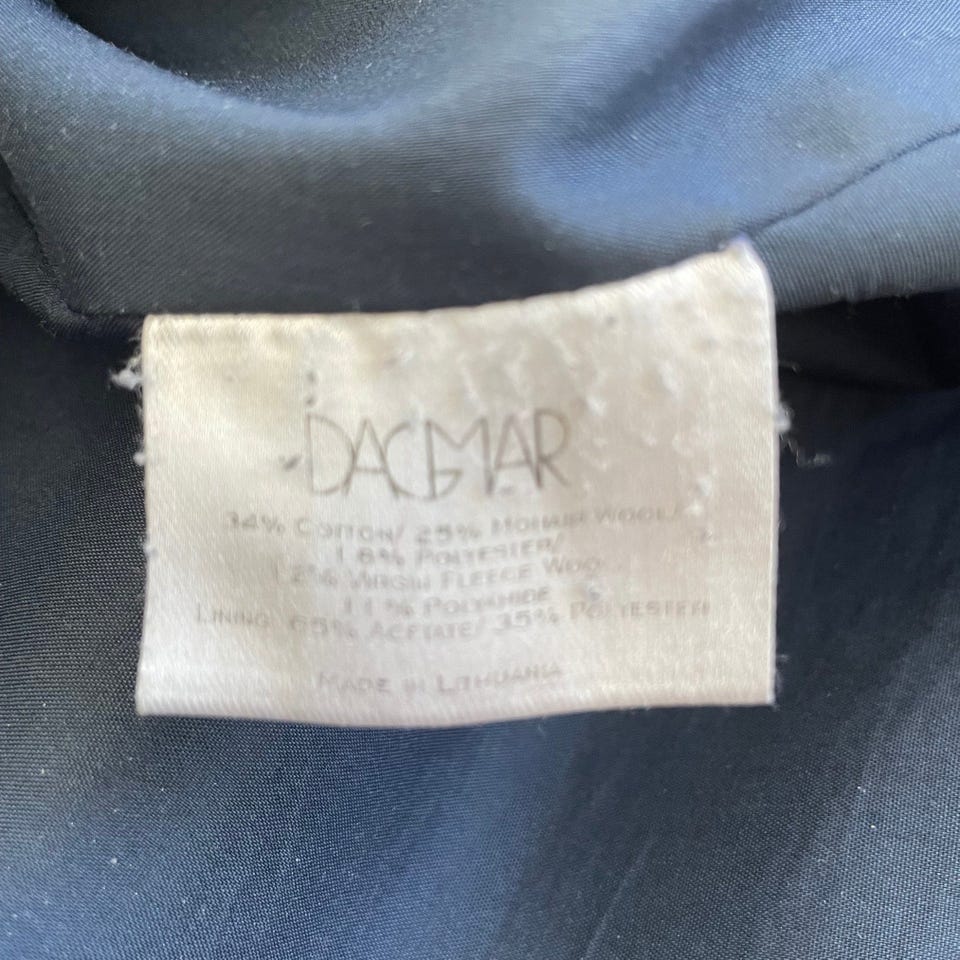 DAGMAR
34% COTTON/ 25% MOHAIR WOOL/
18% POLYESTER/
12% VIRGIN FLEECE WOOL
11% POLYAMIDE
LINING: 65% ACETATE/ 35% POLYESTER
MADE IN LITHUANIA